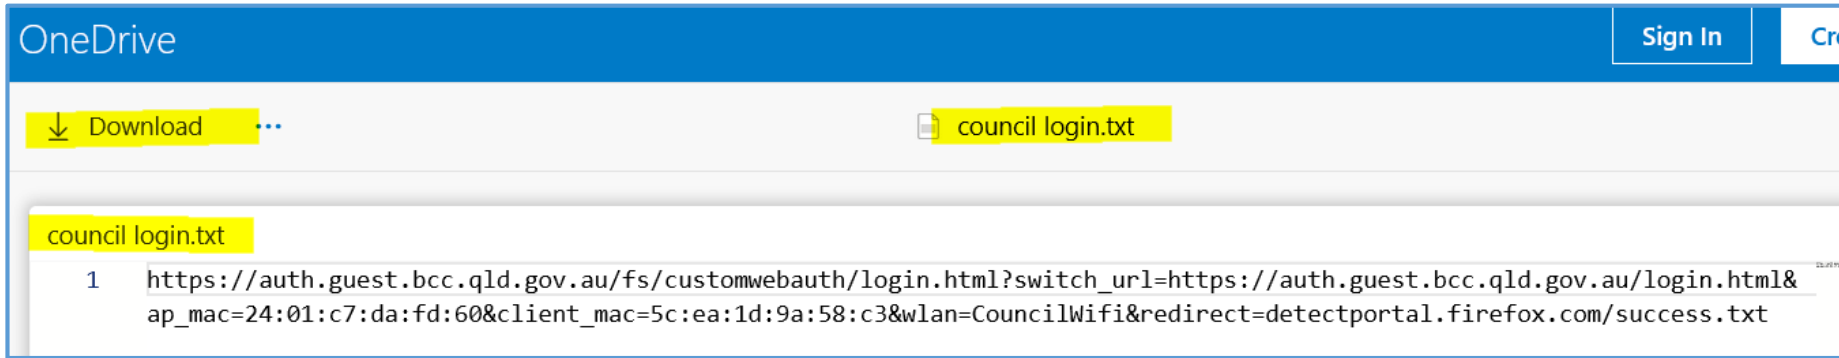 OneDrive
Sign In
Download ...
council login.txt
council login.txt
1 https://auth.guest.bcc.qld.gov.au/fs/customwebauth/login.html?switch_url=https://auth.guest.bcc.qld.gov.au/login.html&
ap_mac=24:01:c7:da:fd:60&client_mac=5c:ea:1d:9a:58:c3&wlan=CouncilWifi&redirect=detectportal.firefox.com/success.txt